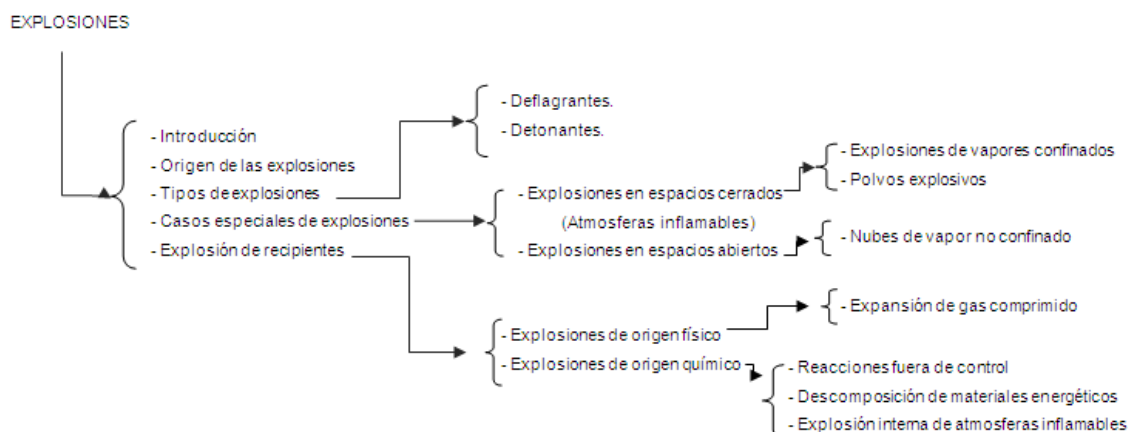 EXPLOSIONES
- Introducción
- Origen de las explosiones
- Tipos de explosiones
- Casos especiales de explosiones
- Explosión de recipientes
- Deflagrantes.
- Detonantes.
- Explosiones en espacios cerrados
(Atmosferas inflamables)
- Explosiones en espacios abiertos
- Explosiones de vapores confinados
- Polvos explosivos
- Nubes de vapor no confinado
- Explosiones de origen físico
- Explosiones de origen químico
- Expansión de gas comprimido
- Reacciones fuera de control
- Descomposición de materiales energéticos
- Explosión interna de atmosferas inflamables